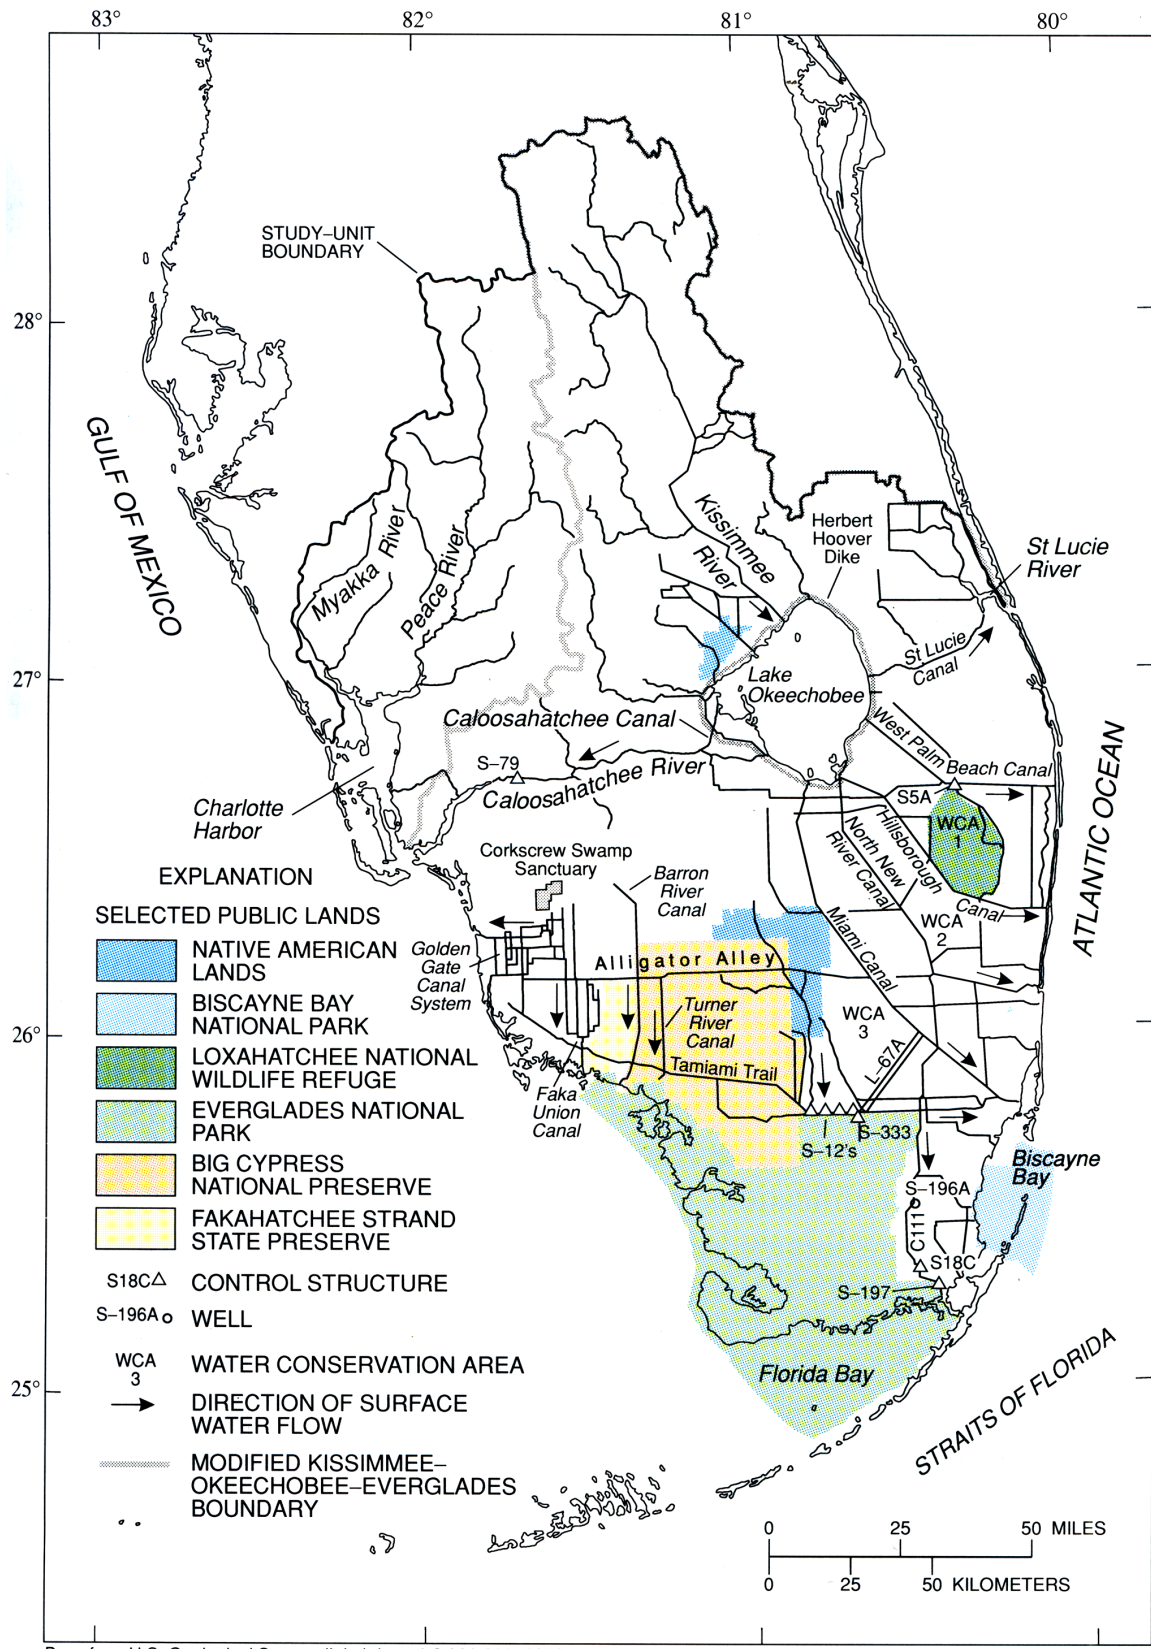 83° 82° 81° 80°
STUDY–UNIT
BOUNDARY
28°
GULF OF MEXICO
Kissimmee
River
Herbert
Hoover
Dike
St Lucie
River
Myakka River
Peace River
St Lucie
Canal
27°
Lake
Okeechobee
Caloosahatchee Canal
West Palm
Beach Canal
S–79
Caloosahatchee River
S5A
ATLANTIC OCEAN
Charlotte
Harbor
WCA
1
Hillsborough
Canal
North New
River Canal
Corkscrew Swamp
Sanctuary
Barron
River
Canal
Miami Canal
WCA
2
Golden
Gate
Canal
System
Alligator Alley
26°
Turner
River
Canal
WCA
3
L–67A
Tamiami Trail
Faka
Union
Canal
S–12's
S–333
Biscayne
Bay
S–196A
C111
S18C
S–197
25°
Florida Bay
STRAITS OF FLORIDA
EXPLANATION
SELECTED PUBLIC LANDS
NATIVE AMERICAN
LANDS
BISCAYNE BAY
NATIONAL PARK
LOXAHATCHEE NATIONAL
WILDLIFE REFUGE
EVERGLADES NATIONAL
PARK
BIG CYPRESS
NATIONAL PRESERVE
FAKAHATCHEE STRAND
STATE PRESERVE
S18C CONTROL STRUCTURE
S–196A WELL
WCA
3
WATER CONSERVATION AREA
DIRECTION OF SURFACE
WATER FLOW
MODIFIED KISSIMMEE–
OKEECHOBEE–EVERGLADES
BOUNDARY
0 25 50 MILES
0 25 50 KILOMETERS